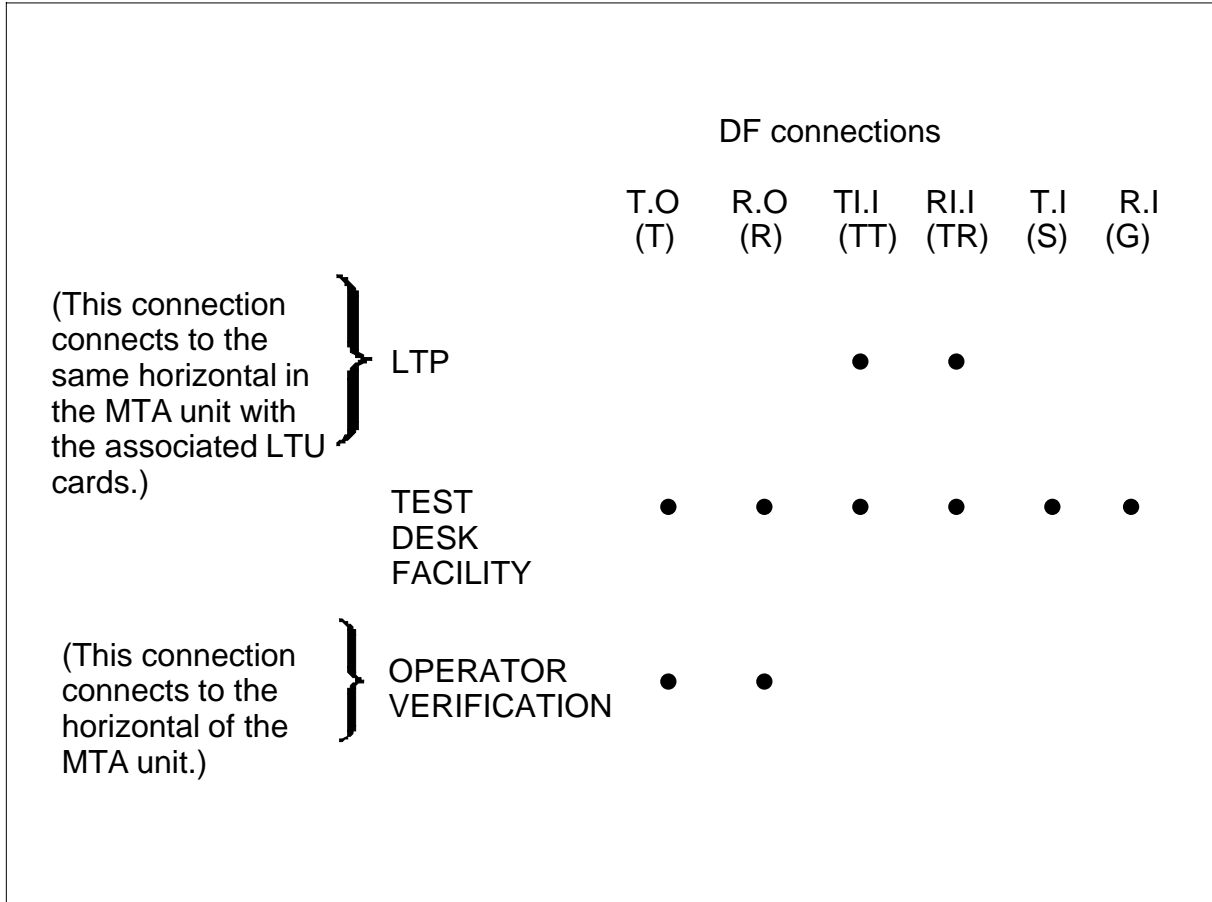 DF connections
T.O R.O TI.I RI.I T.I R.I
(T) (R) (TT) (TR) (S) (G)
(This connection
connects to the
same horizontal in
the MTA unit with
the associated LTU
cards.)
LTP
TEST
DESK
FACILITY
(This connection
connects to the
horizontal of the
MTA unit.)
OPERATOR
VERIFICATION